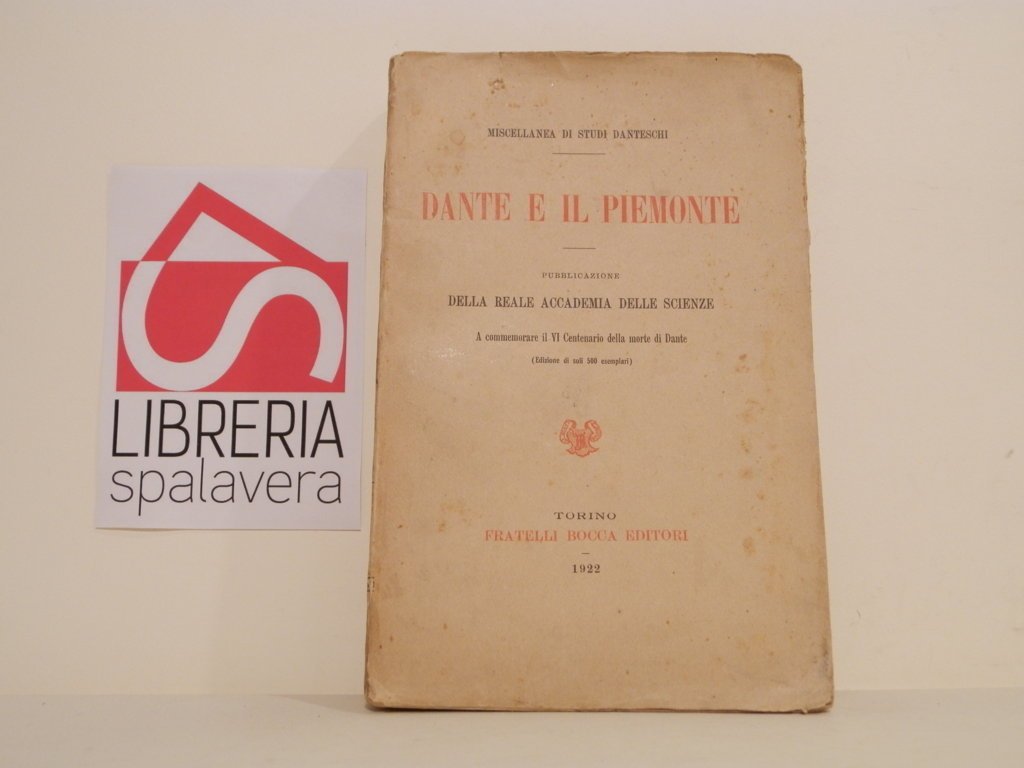 LIBRERIA
spalavera
MISCELLANEA DI STUDI DANTESCHI
DANTE E IL PIEMONTE
PUBBLICAZIONE
DELLA REALE ACCADEMIA DELLE SCIENZE
A commemorare il VI Centenario della morte di Dante
(Edizione di soli 500 esemplari)
TORINO
FRATELLI BOCCA EDITORI
1922